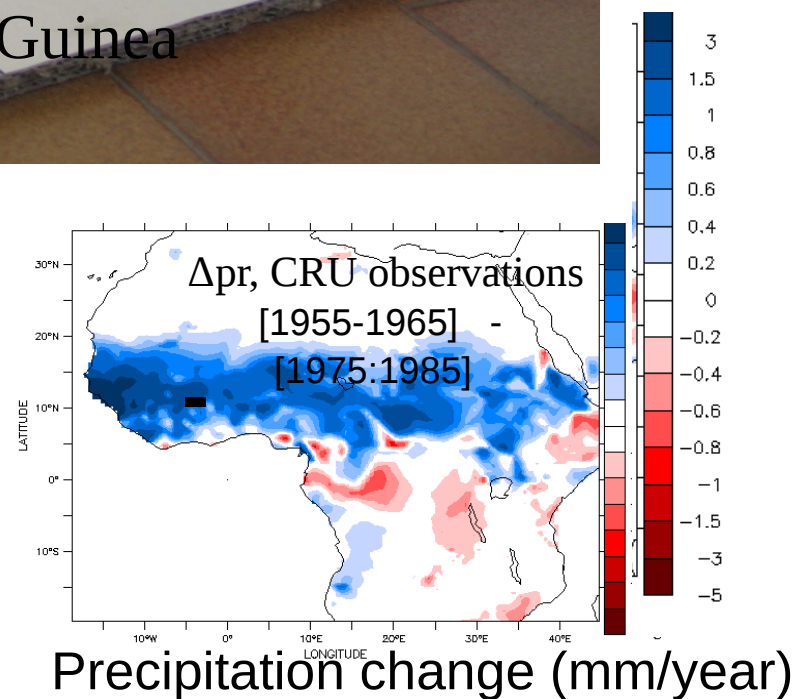 Guinea
Δpr, CRU observations
[1955-1965] -
[1975:1985]
30°N
20°N
10°N
0°
10°S
LATITUDE
10°W 0° 10°E 20°E 30°E 40°E
LONGITUDE
3
1.5
1
0.8
0.6
0.4
0.2
0
−0.2
−0.4
−0.6
−0.8
−1
−1.5
−3
−5
Precipitation change (mm/year)